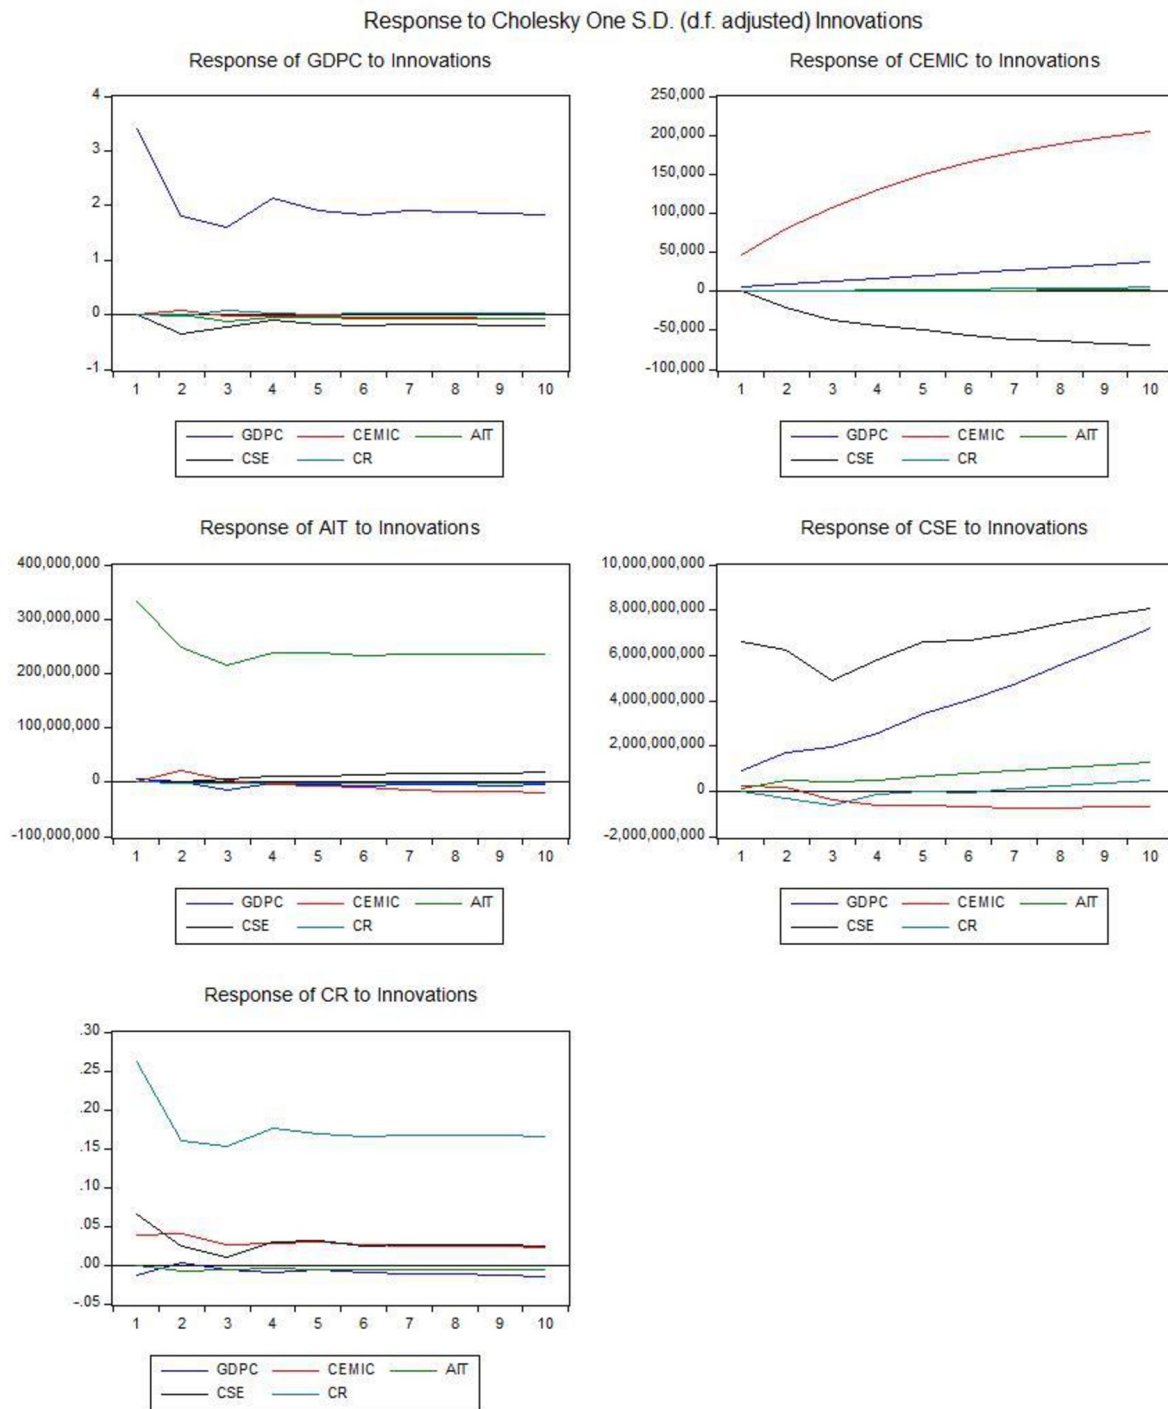 Response to Cholesky One S.D. (d.f. adjusted) Innovations
Response of GDPC to Innovations
4
3
2
1
0
-1
1 2 3 4 5 6 7 8 9 10
GDPC CEMIC AIT
CSE CR
Response of CEMIC to Innovations
250,000
200,000
150,000
100,000
50,000
0
-50,000
-100,000
1 2 3 4 5 6 7 8 9 10
GDPC CEMIC AIT
CSE CR
Response of AIT to Innovations
400,000,000
300,000,000
200,000,000
100,000,000
0
-100,000,000
1 2 3 4 5 6 7 8 9 10
GDPC CEMIC AIT
CSE CR
Response of CSE to Innovations
10,000,000,000
8,000,000,000
6,000,000,000
4,000,000,000
2,000,000,000
0
-2,000,000,000
1 2 3 4 5 6 7 8 9 10
GDPC CEMIC AIT
CSE CR
Response of CR to Innovations
.30
.25
.20
.15
.10
.05
.00
-.05
1 2 3 4 5 6 7 8 9 10
GDPC CEMIC AIT
CSE CR